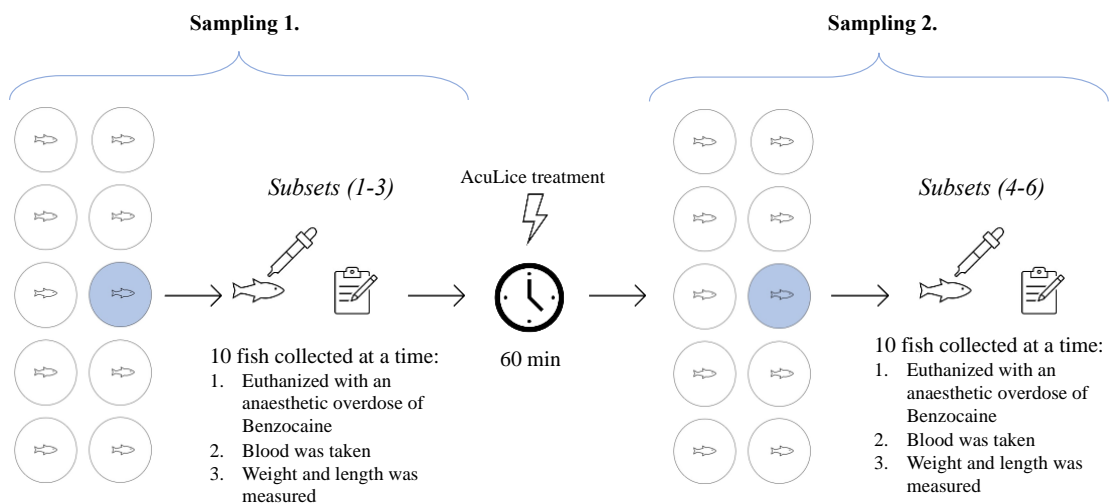 Sampling 1.
Sampling 2.
Subsets (1-3)
AcuLice treatment
Subsets (4-6)
60 min
10 fish collected at a time:
1. Euthanized with an
anaesthetic overdose of
Benzocaine
2. Blood was taken
3. Weight and length was
measured
10 fish collected at a time:
1. Euthanized with an
anaesthetic overdose of
Benzocaine
2. Blood was taken
3. Weight and length was
measured